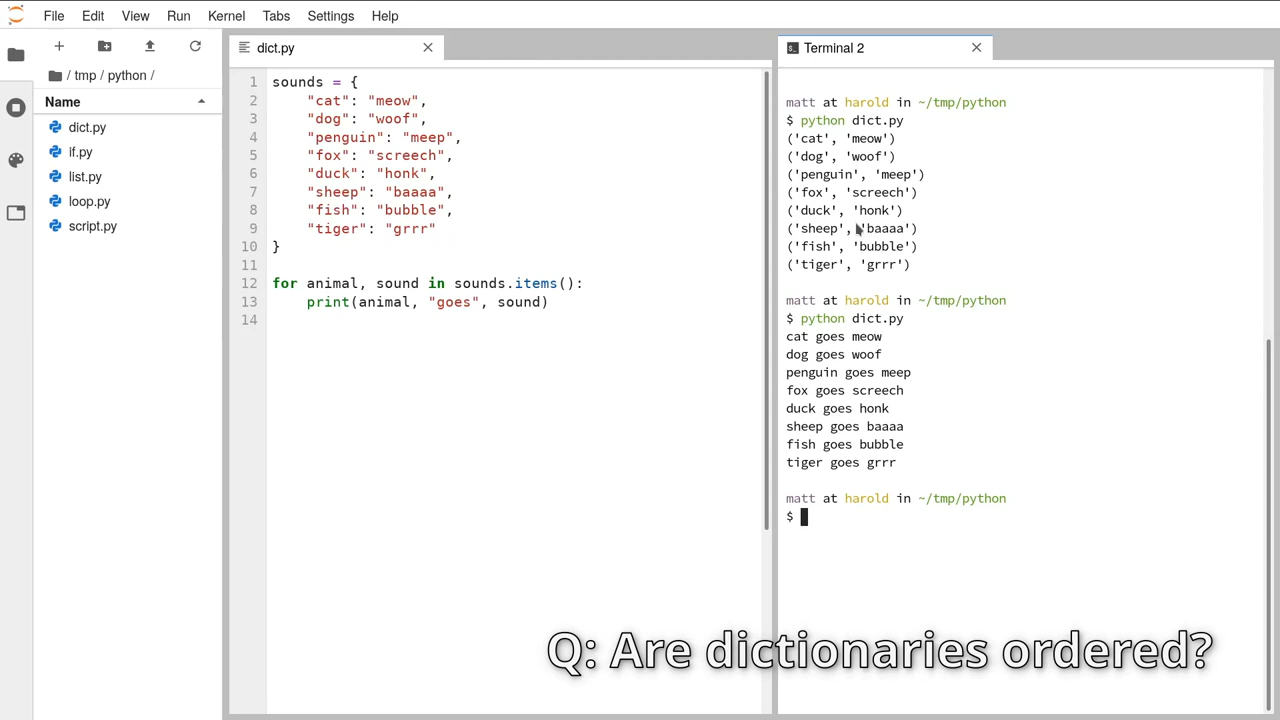 File Edit View Run Kernel Tabs Settings Help
/ tmp / python /
Name
dict.py
if.py
list.py
loop.py
script.py
dict.py
1 sounds = {
2 "cat": "meow",
3 "dog": "woof",
4 "penguin": "meep",
5 "fox": "screech",
6 "duck": "honk",
7 "sheep": "baaaa",
8 "fish": "bubble",
9 "tiger": "grrr"
10 }
11
12 for animal, sound in sounds.items():
13 print(animal, "goes", sound)
14
Terminal 2
matt at harold in ~/tmp/python
$ python dict.py
('cat', 'meow')
('dog', 'woof')
('penguin', 'meep')
('fox', 'screech')
('duck', 'honk')
('sheep', 'baaaa')
('fish', 'bubble')
('tiger', 'grrr')
matt at harold in ~/tmp/python
$ python dict.py
cat goes meow
dog goes woof
penguin goes meep
fox goes screech
duck goes honk
sheep goes baaaa
fish goes bubble
tiger goes grrr
matt at harold in ~/tmp/python
$
Q: Are dictionaries ordered?